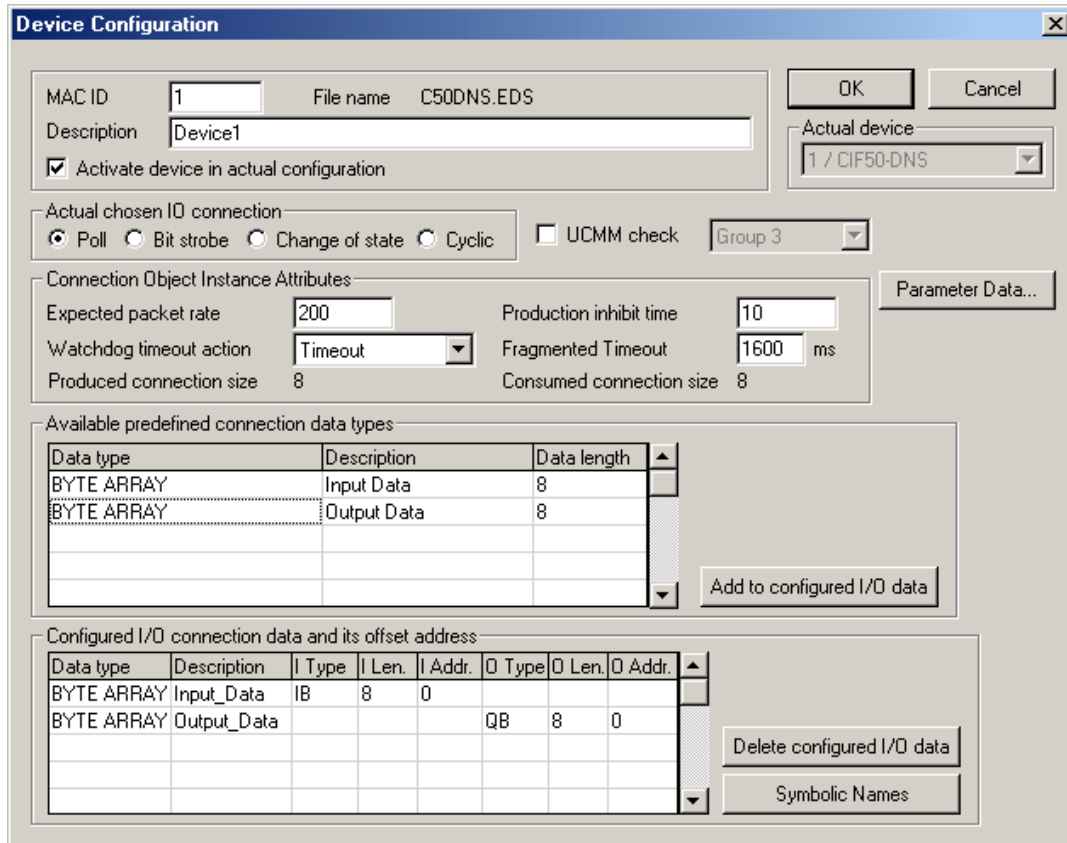 Device Configuration
MAC ID 1 File name C50DNS.EDS
OK Cancel
Description Device1
Actual device
1 / CIF50-DNS
Activate device in actual configuration
Actual chosen IO connection
Poll Bit strobe Change of state Cyclic
UCMM check Group 3
Connection Object Instance Attributes
Parameter Data...
Expected packet rate 200 Production inhibit time 10
Watchdog timeout action Timeout Fragmented Timeout 1600 ms
Produced connection size 8 Consumed connection size 8
Available predefined connection data types
Data type Description Data length
BYTE ARRAY Input Data 8
BYTE ARRAY Output Data 8
Add to configured I/O data
Configured I/O connection data and its offset address
Data type Description I Type I Len. I Addr. O Type O Len. O Addr.
BYTE ARRAY Input_Data IB 8 0
BYTE ARRAY Output_Data QB 8 0
Delete configured I/O data
Symbolic Names